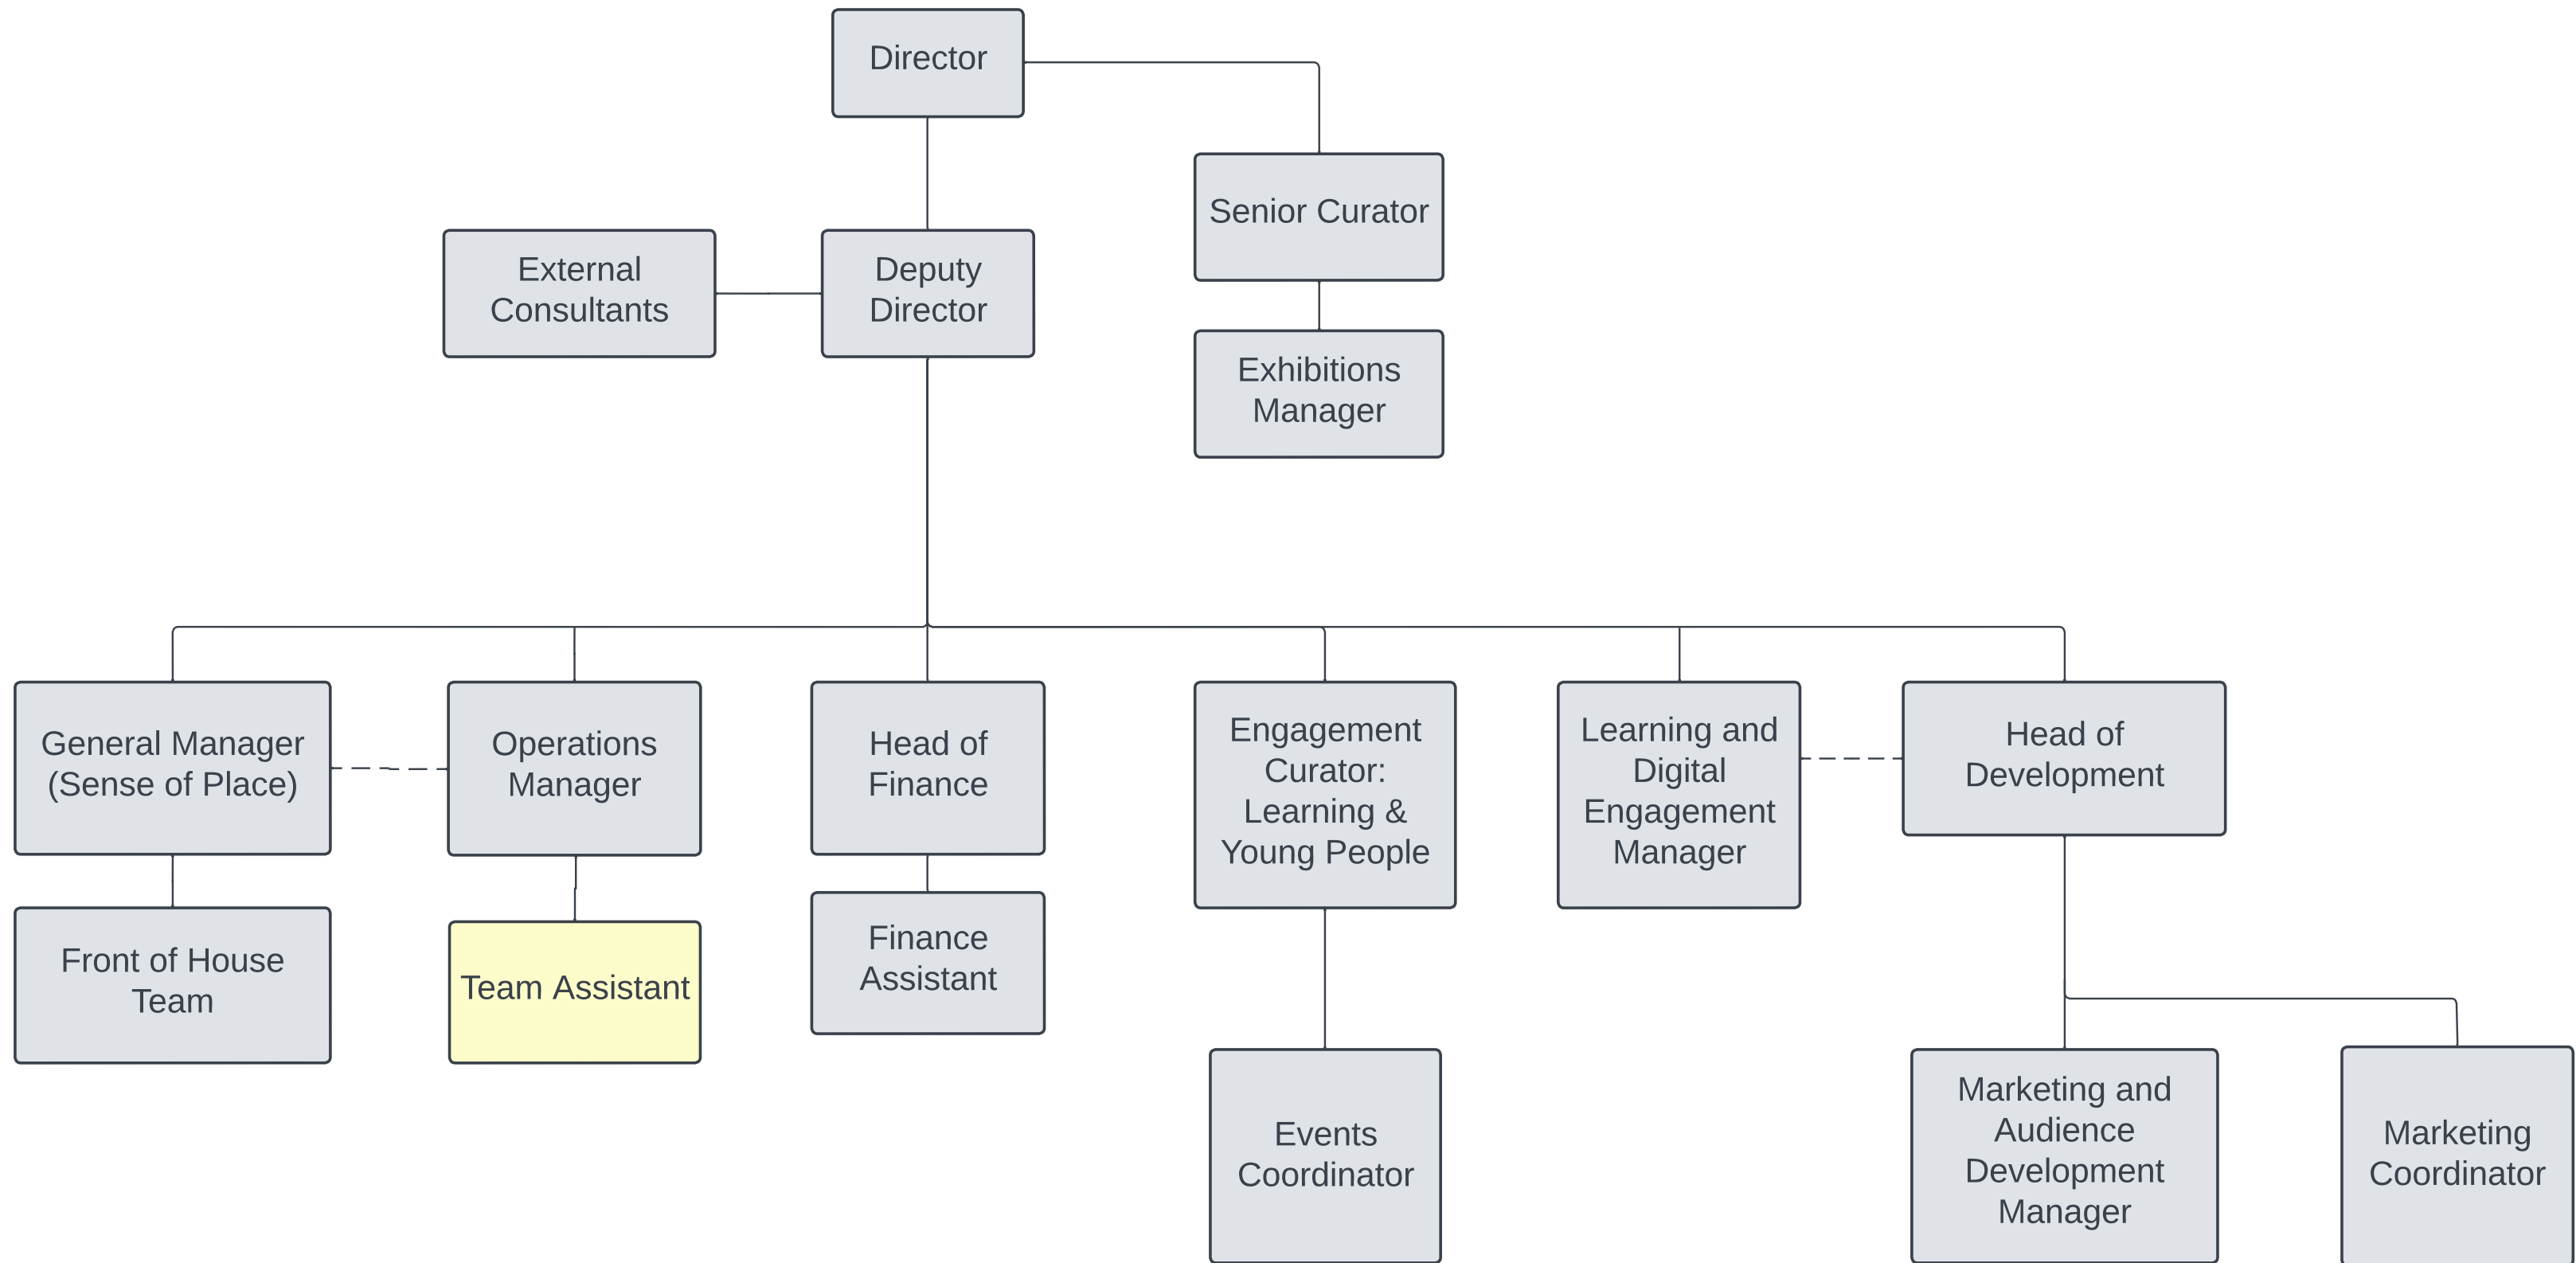 Director
Senior Curator
External
Consultants
Deputy
Director
Exhibitions
Manager
General Manager
(Sense of Place)
Operations
Manager
Head of
Finance
Engagement
Curator:
Learning &
Young People
Learning and
Digital
Engagement
Manager
Head of
Development
Front of House
Team
Team Assistant
Finance
Assistant
Events
Coordinator
Marketing and
Audience
Development
Manager
Marketing
Coordinator